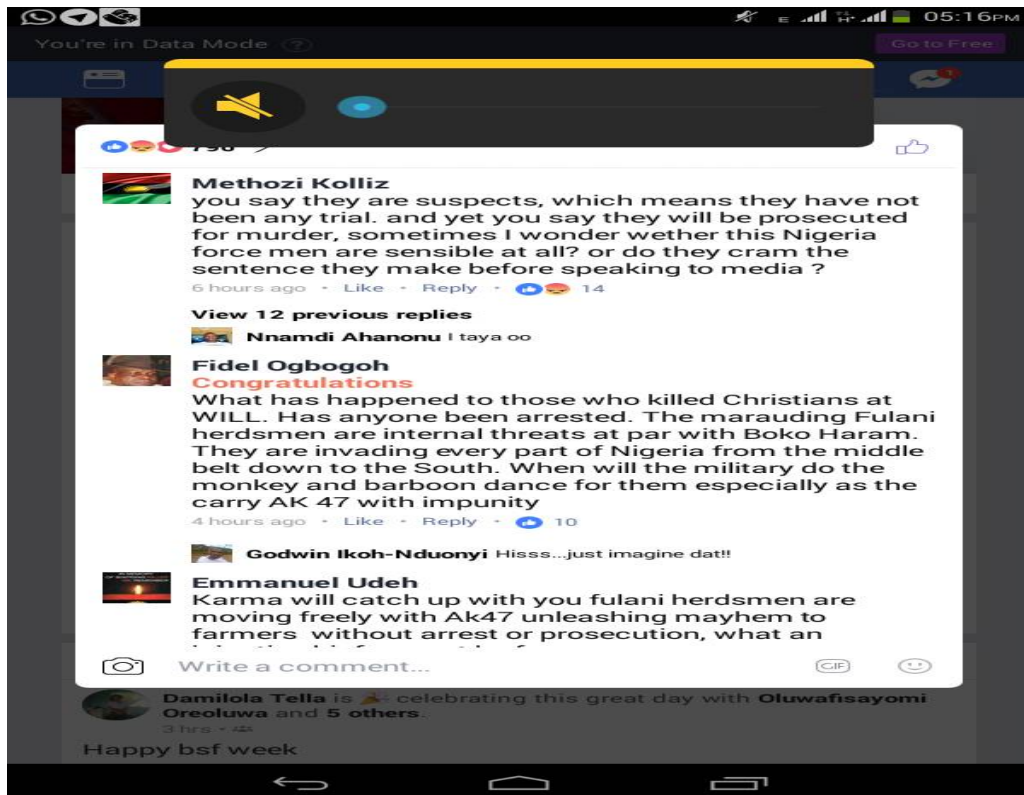 05:16PM
You're in Data Mode ?
Go to Free
Methozi Kolliz
you say they are suspects, which means they have not
been any trial. and yet you say they will be prosecuted
for murder, sometimes I wonder wether this Nigeria
force men are sensible at all? or do they cram the
sentence they make before speaking to media ?
6 hours ago · Like · Reply · 14
View 12 previous replies
Nnamdi Ahanonu I taya oo
Fidel Ogbogoh
Congratulations
What has happened to those who killed Christians at
WILL. Has anyone been arrested. The marauding Fulani
herdsmen are internal threats at par with Boko Haram.
They are invading every part of Nigeria from the middle
belt down to the South. When will the military do the
monkey and barboon dance for them especially as the
carry AK 47 with impunity
4 hours ago · Like · Reply · 10
Godwin Ikoh-Nduonyi Hisss...just imagine dat!!
Emmanuel Udeh
Karma will catch up with you fulani herdsmen are
moving freely with Ak47 unleashing mayhem to
farmers without arrest or prosecution, what an
Write a comment...
GIF
Damilola Tella is celebrating this great day with Oluwafisayomi
Oreoluwa and 5 others.
3 hrs
Happy bsf week